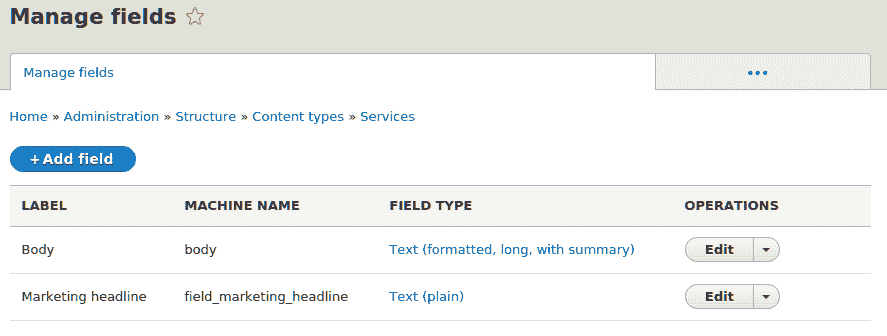 Manage fields
Manage fields
Home » Administration » Structure » Content types » Services
+ Add field
LABEL MACHINE NAME FIELD TYPE OPERATIONS
Body body Text (formatted, long, with summary) Edit
Marketing headline field_marketing_headline Text (plain) Edit